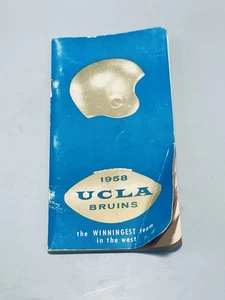 1958
UCLA
BRUINS
the WINNINGEST team
in the west